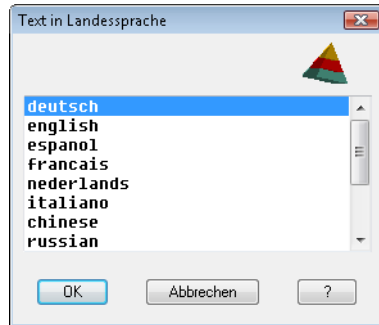 Text in Landessprache
deutsch
english
espanol
francais
nederlands
italiano
chinese
russian
OK
Abbrechen
?